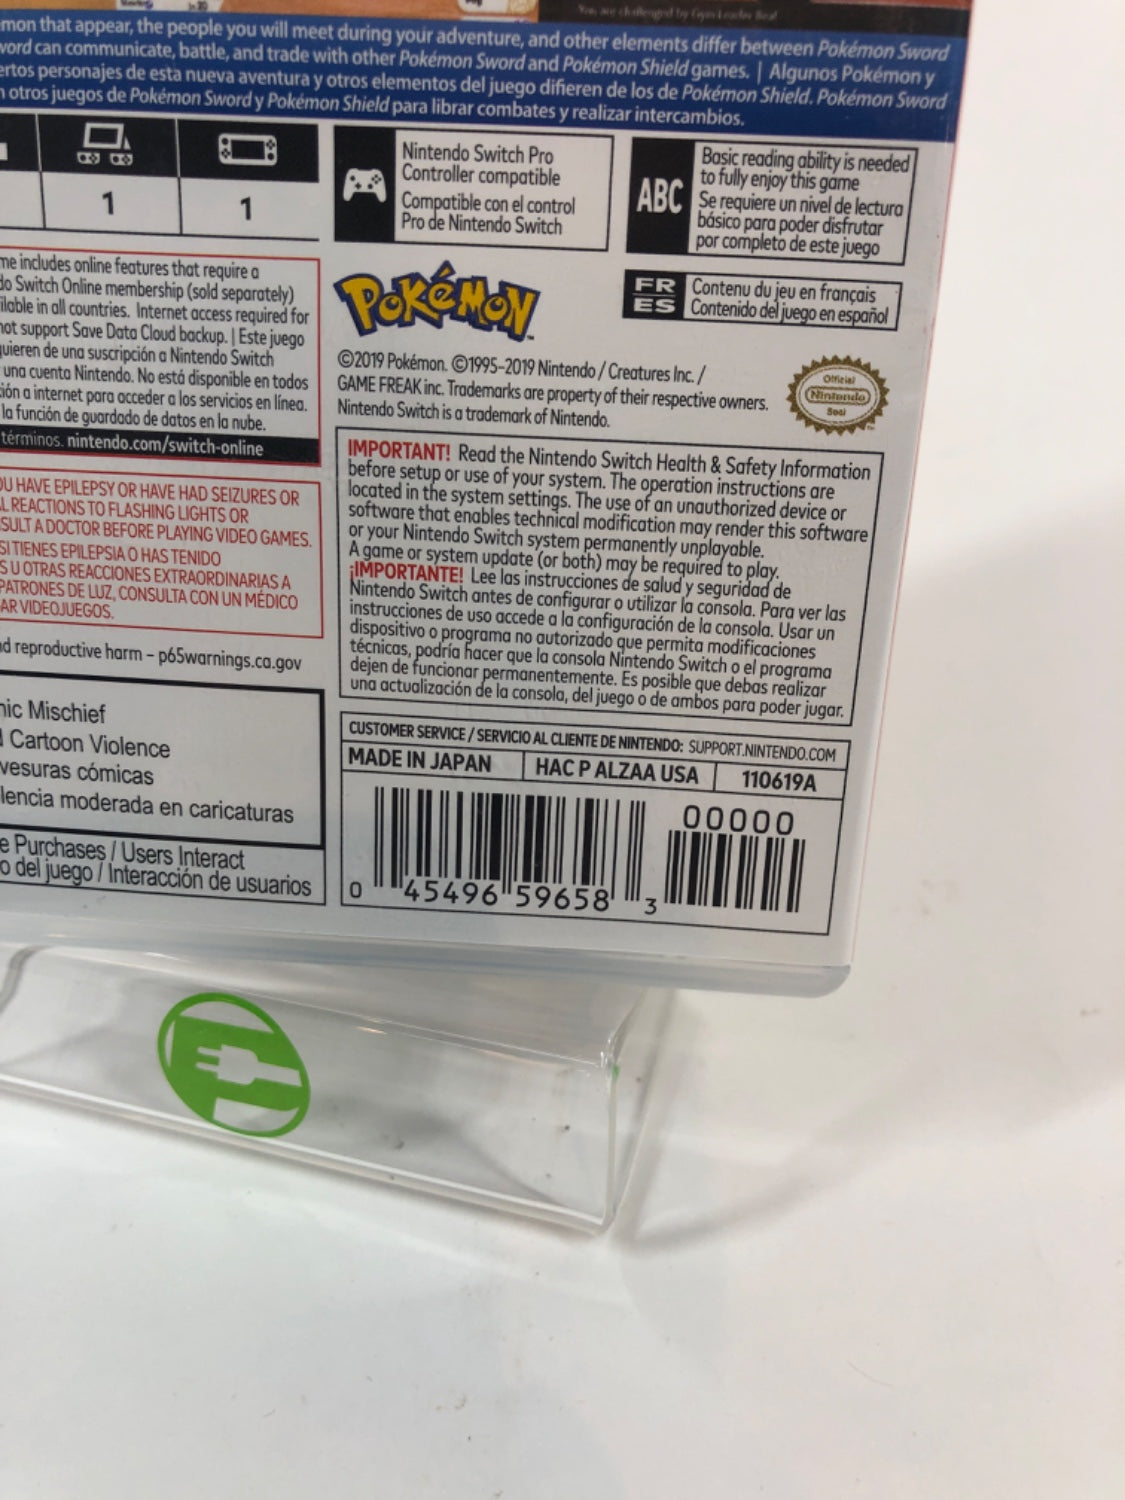 You are challenged by Gym Leader Bea!
mon that appear, the people you will meet during your adventure, and other elements differ between Pokémon Sword
word can communicate, battle, and trade with other Pokémon Sword and Pokémon Shield games. | Algunos Pokémon y
ertos personajes de esta nueva aventura y otros elementos del juego difieren de los de Pokémon Shield. Pokémon Sword
n otros juegos de Pokémon Sword y Pokémon Shield para librar combates y realizar intercambios.
1
1
Nintendo Switch Pro
Controller compatible
Compatible con el control
Pro de Nintendo Switch
ABC
Basic reading ability is needed
to fully enjoy this game
Se requiere un nivel de lectura
básico para poder disfrutar
por completo de este juego
me includes online features that require a
do Switch Online membership (sold separately)
ilable in all countries. Internet access required for
not support Save Data Cloud backup. | Este juego
quieren de una suscripción a Nintendo Switch
una cuenta Nintendo. No está disponible en todos
ión a internet para acceder a los servicios en línea.
la función de guardado de datos en la nube.
términos. nintendo.com/switch-online
POKÉMON
FR
ES
Contenu du jeu en français
Contenido del juego en español
©2019 Pokémon. ©1995–2019 Nintendo / Creatures Inc. /
GAME FREAK inc. Trademarks are property of their respective owners.
Nintendo Switch is a trademark of Nintendo.
Official
Nintendo
Seal
OU HAVE EPILEPSY OR HAVE HAD SEIZURES OR
L REACTIONS TO FLASHING LIGHTS OR
SULT A DOCTOR BEFORE PLAYING VIDEO GAMES.
SI TIENES EPILEPSIA O HAS TENIDO
S U OTRAS REACCIONES EXTRAORDINARIAS A
PATRONES DE LUZ, CONSULTA CON UN MÉDICO
AR VIDEOJUEGOS.
nd reproductive harm – p65warnings.ca.gov
IMPORTANT! Read the Nintendo Switch Health & Safety Information
before setup or use of your system. The operation instructions are
located in the system settings. The use of an unauthorized device or
software that enables technical modification may render this software
or your Nintendo Switch system permanently unplayable.
A game or system update (or both) may be required to play.
¡IMPORTANTE! Lee las instrucciones de salud y seguridad de
Nintendo Switch antes de configurar o utilizar la consola. Para ver las
instrucciones de uso accede a la configuración de la consola. Usar un
dispositivo o programa no autorizado que permita modificaciones
técnicas, podría hacer que la consola Nintendo Switch o el programa
dejen de funcionar permanentemente. Es posible que debas realizar
una actualización de la consola, del juego o de ambos para poder jugar.
nic Mischief
d Cartoon Violence
vesuras cómicas
lencia moderada en caricaturas
e Purchases / Users Interact
o del juego / Interacción de usuarios
CUSTOMER SERVICE / SERVICIO AL CLIENTE DE NINTENDO: SUPPORT.NINTENDO.COM
MADE IN JAPAN HAC P ALZAA USA 110619A
00000
0 45496 59658 3